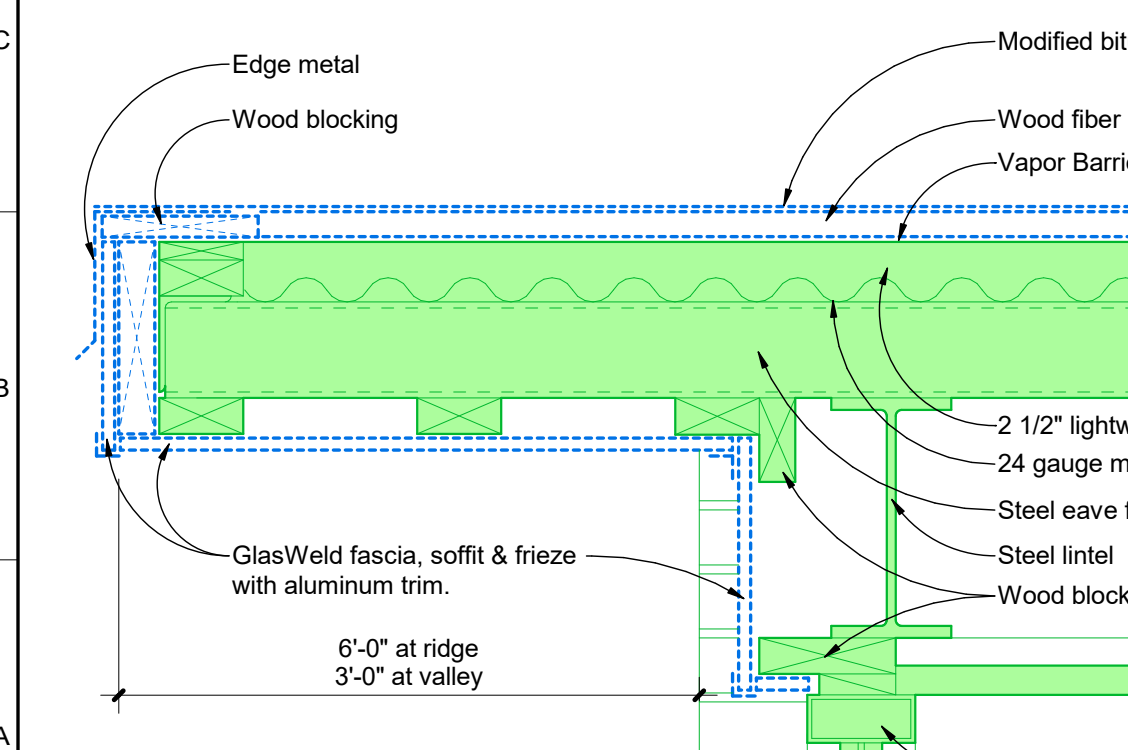 C
Edge metal
Wood blocking
Modified bit
Wood fiber
Vapor Barri
B
2 1/2" lightw
24 gauge m
Steel eave f
Steel lintel
Wood block
GlasWeld fascia, soffit & frieze
with aluminum trim.
6'-0" at ridge
3'-0" at valley
A